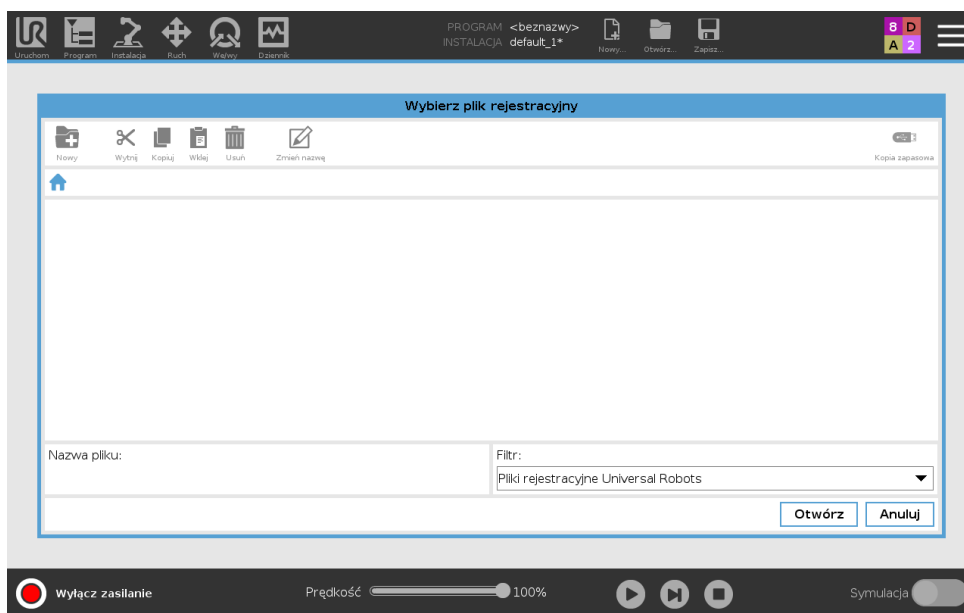 PROGRAM <beznazwy>
INSTALACJA default_1*
Uruchom Program Instalacja Ruch We/wy Dziennik Nowy... Otwórz... Zapisz...
8 D
A 2
Wybierz plik rejestracyjny
Nowy Wytnij Kopiuj Wklej Usuń Zmień nazwę Kopia zapasowa
Nazwa pliku:
Filtr:
Pliki rejestracyjne Universal Robots
Otwórz Anuluj
Wyłącz zasilanie Prędkość 100% Symulacja